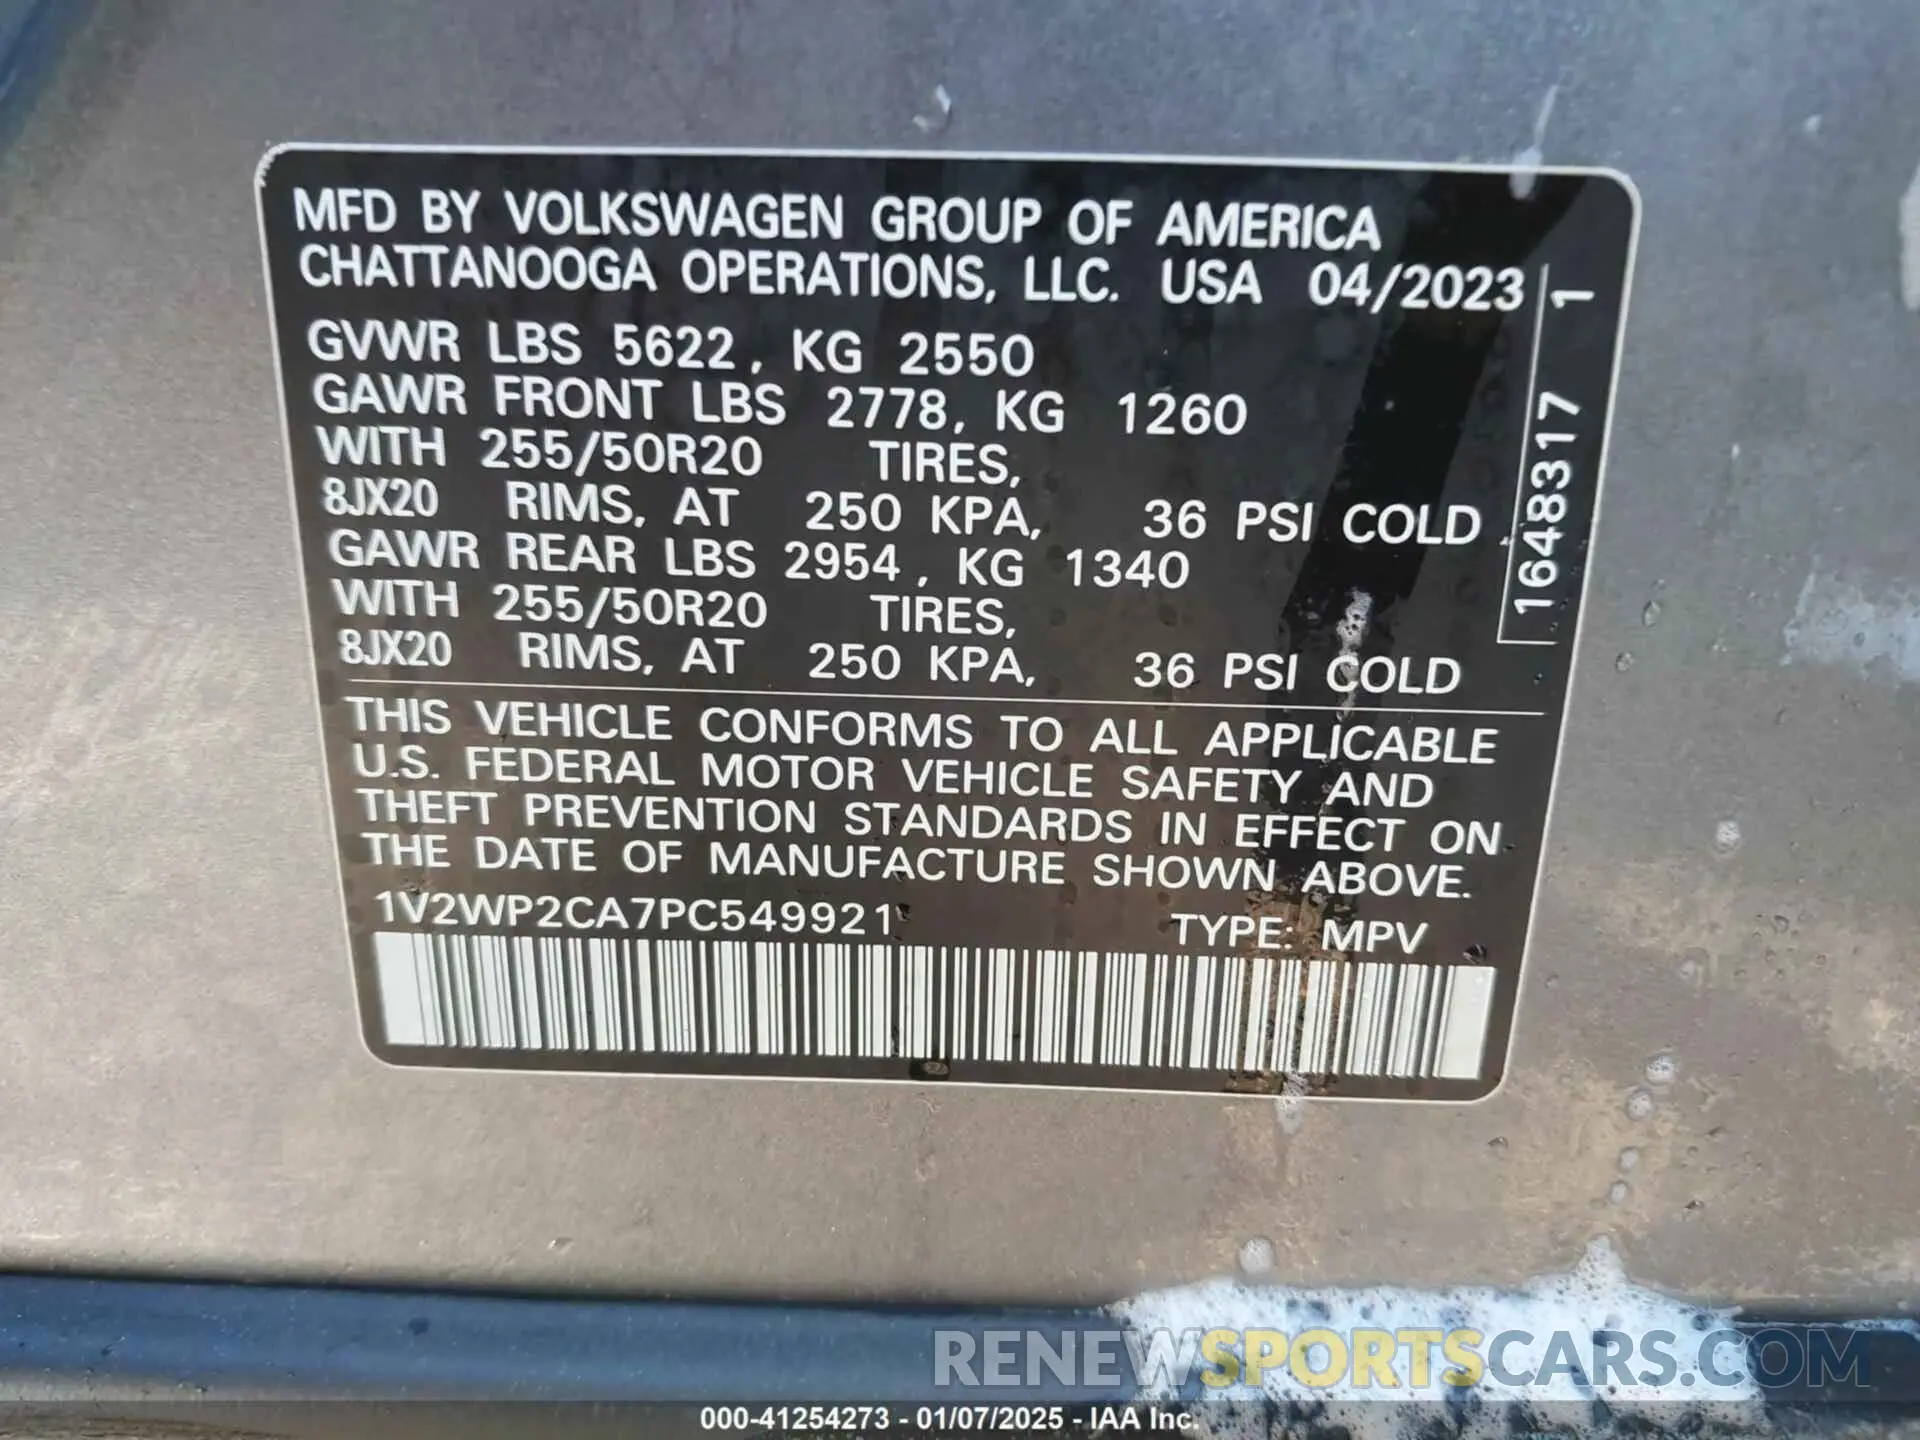 MFD BY VOLKSWAGEN GROUP OF AMERICA
CHATTANOOGA OPERATIONS, LLC. USA 04/2023
GVWR LBS 5622, KG 2550
GAWR FRONT LBS 2778, KG 1260
WITH 255/50R20 TIRES,
8JX20 RIMS, AT 250 KPA, 36 PSI COLD
GAWR REAR LBS 2954, KG 1340
WITH 255/50R20 TIRES,
8JX20 RIMS, AT 250 KPA, 36 PSI COLD
1648317 1
THIS VEHICLE CONFORMS TO ALL APPLICABLE
U.S. FEDERAL MOTOR VEHICLE SAFETY AND
THEFT PREVENTION STANDARDS IN EFFECT ON
THE DATE OF MANUFACTURE SHOWN ABOVE.
1V2WP2CA7PC549921 TYPE: MPV
RENEWSPORTSCARS.COM
000-41254273 - 01/07/2025 - IAA Inc.